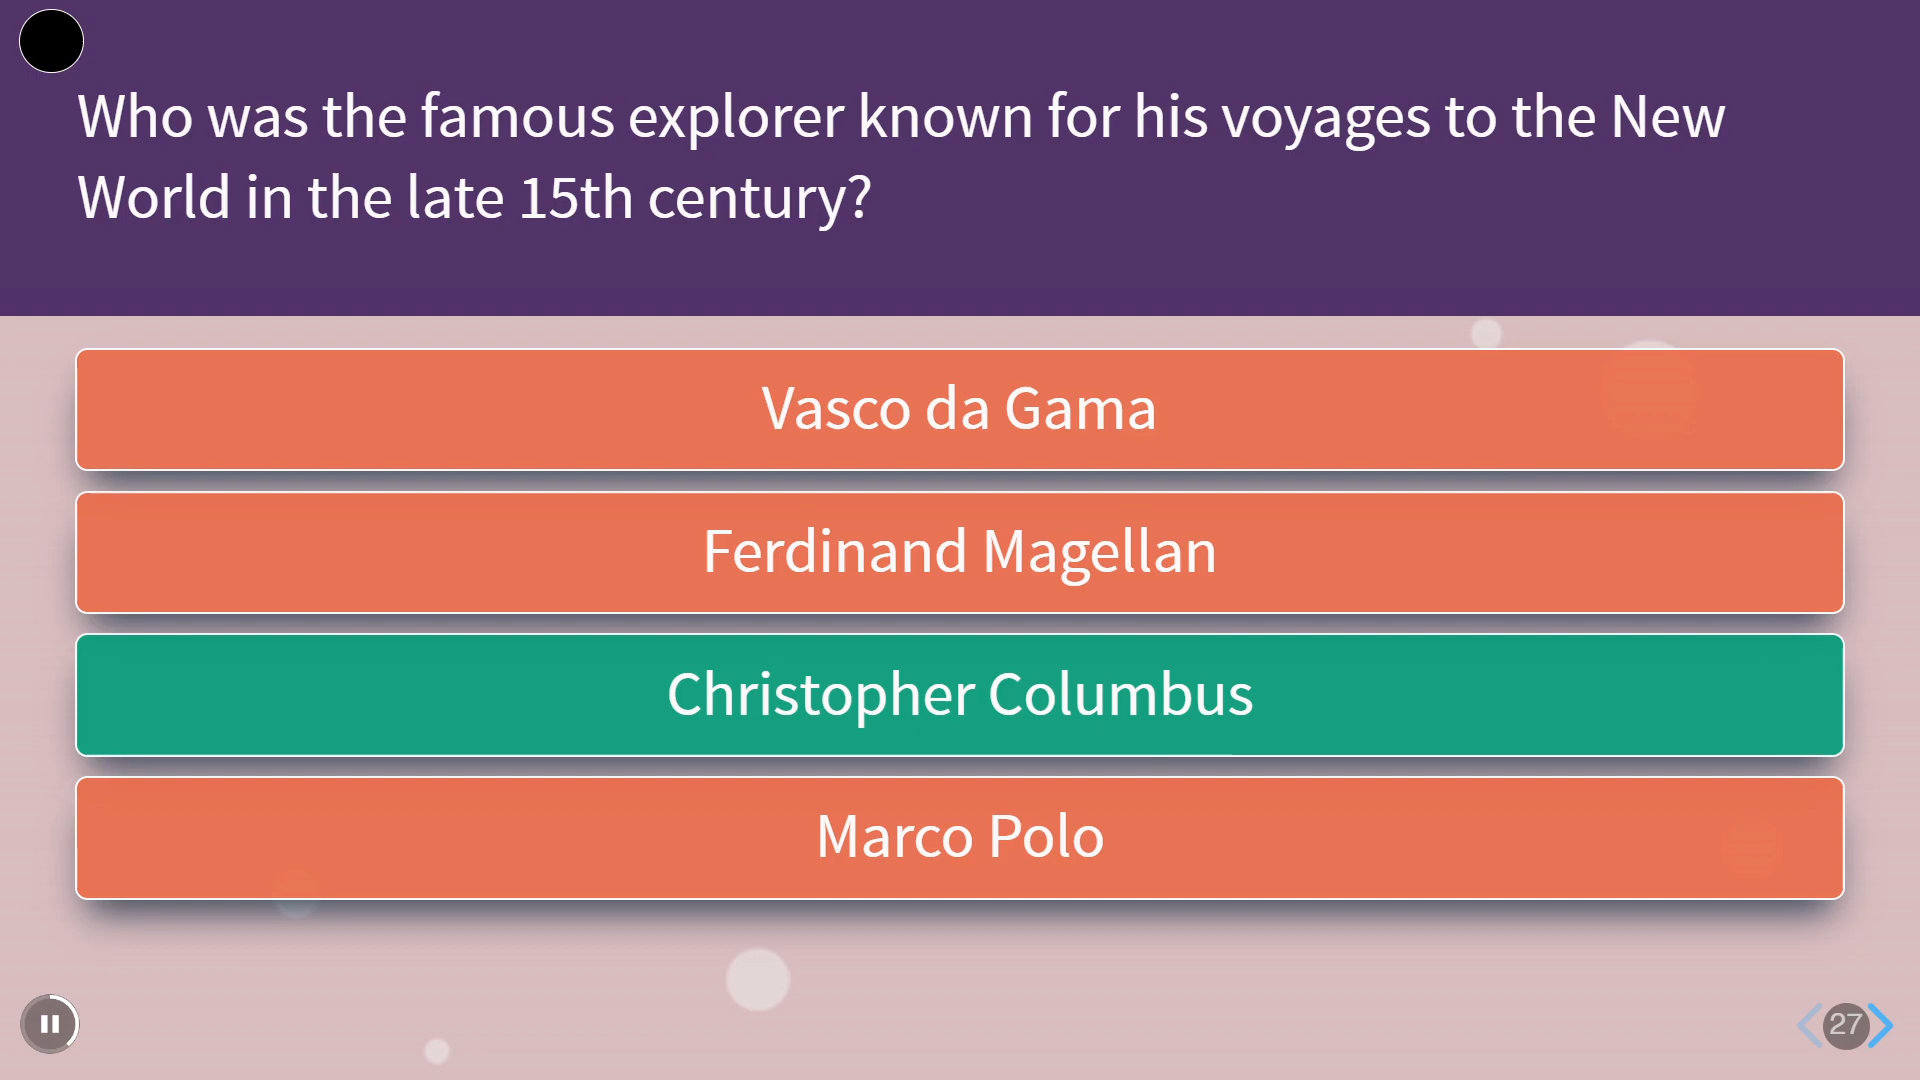 Who was the famous explorer known for his voyages to the New
World in the late 15th century?
Vasco da Gama
Ferdinand Magellan
Christopher Columbus
Marco Polo
27